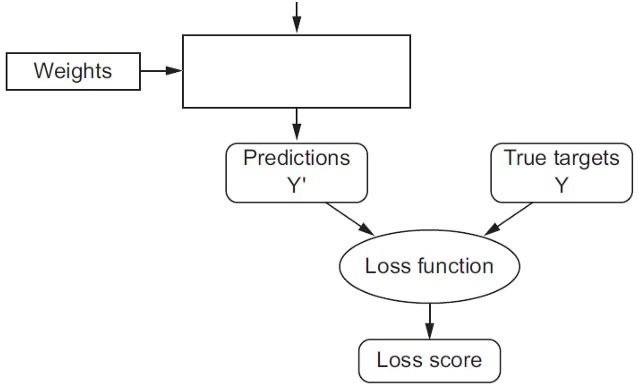 Weights
Predictions
Y'
True targets
Y
Loss function
Loss score